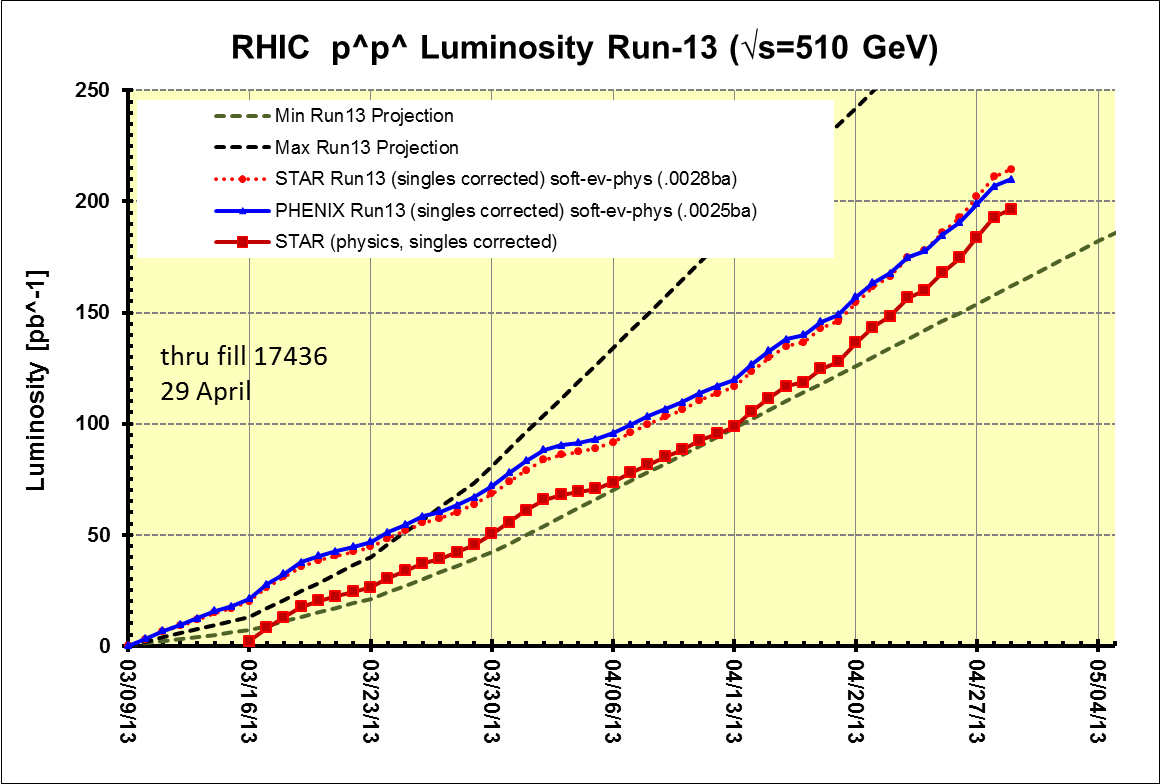 RHIC p^p^ Luminosity Run-13 (√s=510 GeV)
Min Run13 Projection
Max Run13 Projection
STAR Run13 (singles corrected) soft-ev-phys (.0028ba)
PHENIX Run13 (singles corrected) soft-ev-phys (.0025ba)
STAR (physics, singles corrected)
thru fill 17436
29 April
Luminosity [pb^-1]
250
200
150
100
50
0
03/09/13
03/16/13
03/23/13
03/30/13
04/06/13
04/13/13
04/20/13
04/27/13
05/04/13